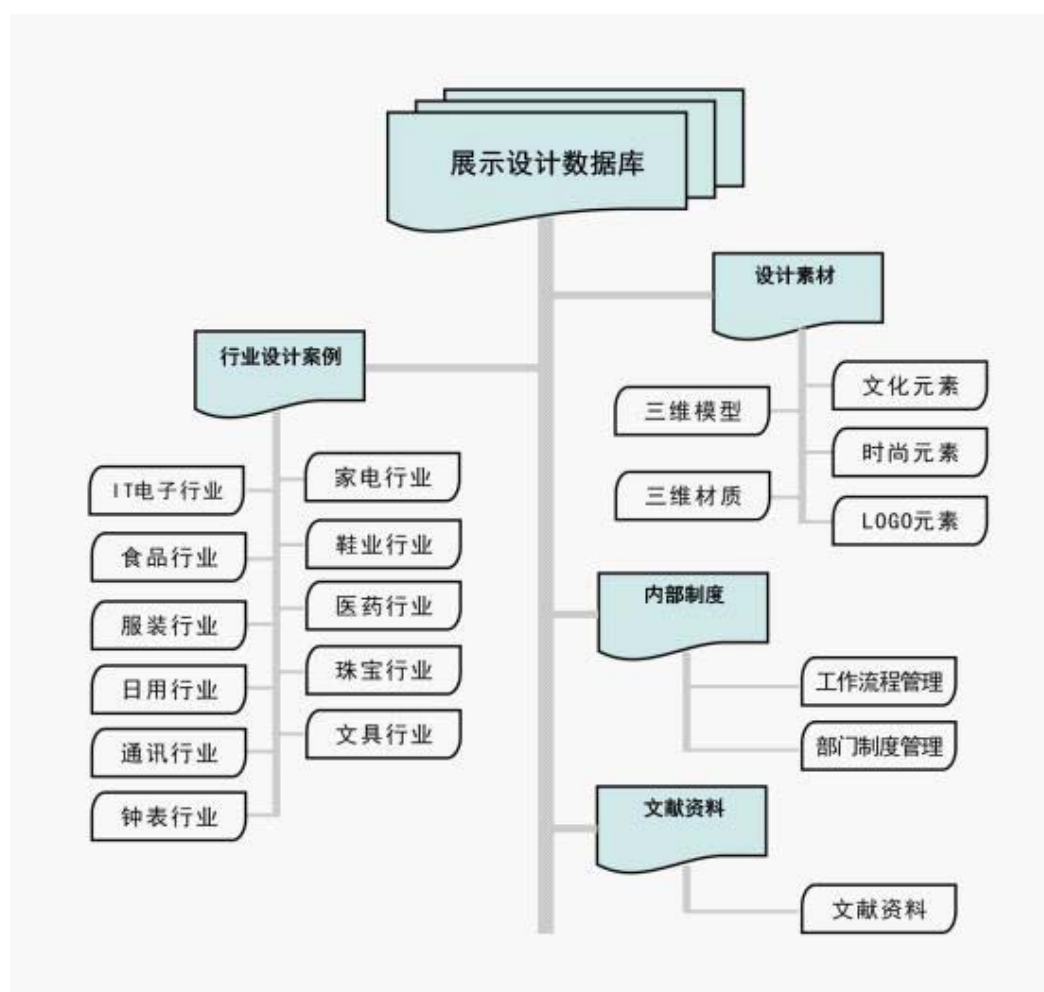 展示设计数据库
设计素材
文化元素
三维模型
时尚元素
三维材质
LOGO元素
行业设计案例
IT电子行业
家电行业
食品行业
鞋业行业
服装行业
医药行业
日用行业
珠宝行业
通讯行业
文具行业
钟表行业
内部制度
工作流程管理
部门制度管理
文献资料
文献资料